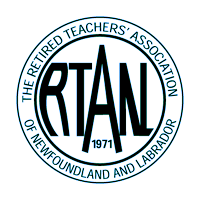 THE RETIRED TEACHERS' ASSOCIATION
RTANL
1971
OF NEWFOUNDLAND AND LABRADOR